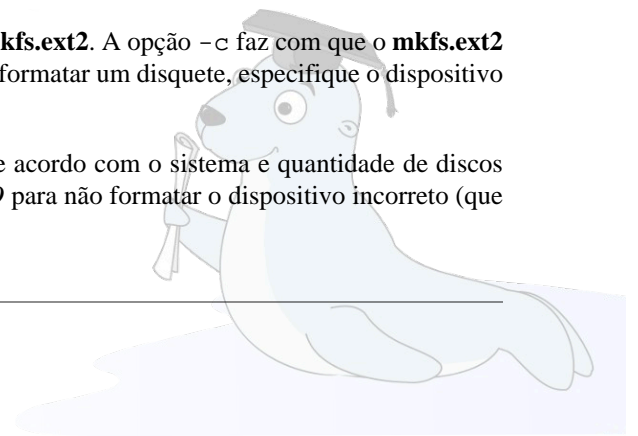 kfs.ext2. A opção -c faz com que o mkfs.ext2
formatar um disquete, especifique o dispositivo
e acordo com o sistema e quantidade de discos
para não formatar o dispositivo incorreto (que